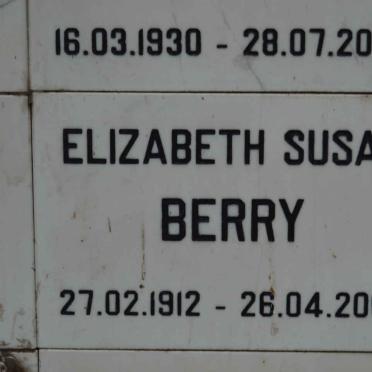 16.03.1930 - 28.07.20
ELIZABETH SUSA
BERRY
27.02.1912 - 26.04.20